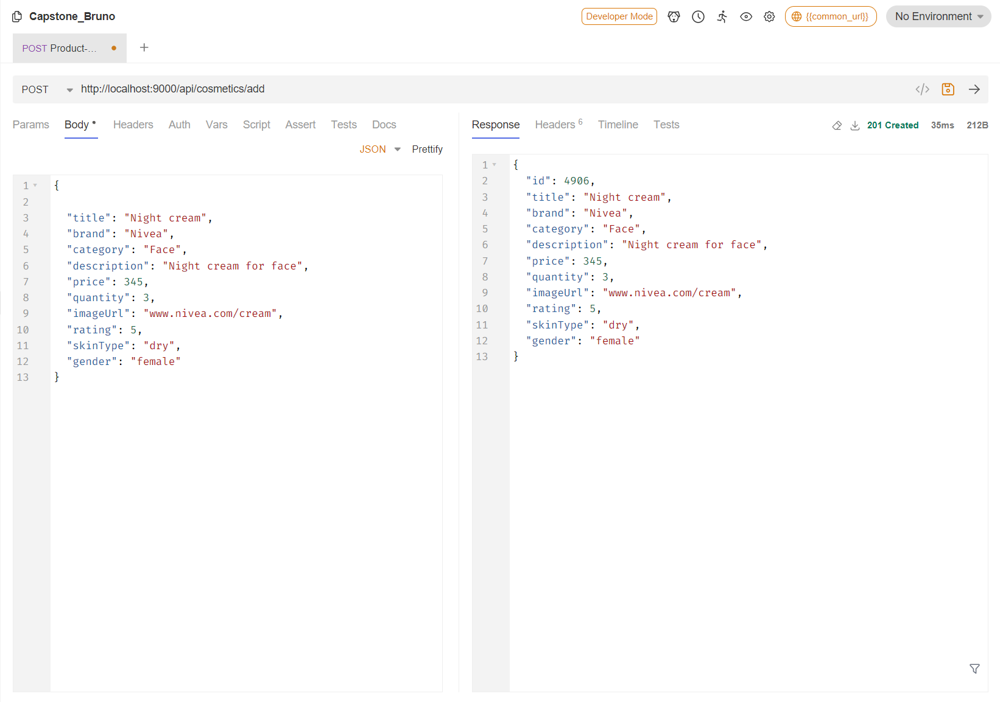 Capstone_Bruno
Developer Mode
{{common_url}}
No Environment
POST Product-...
+
POST http://localhost:9000/api/cosmetics/add
</>
Params Body Headers Auth Vars Script Assert Tests Docs
JSON Prettify
1 {
2
3 "title": "Night cream",
4 "brand": "Nivea",
5 "category": "Face",
6 "description": "Night cream for face",
7 "price": 345,
8 "quantity": 3,
9 "imageUrl": "www.nivea.com/cream",
10 "rating": 5,
11 "skinType": "dry",
12 "gender": "female"
13 }
Response Headers 6 Timeline Tests
201 Created 35ms 212B
1 {
2 "id": 4906,
3 "title": "Night cream",
4 "brand": "Nivea",
5 "category": "Face",
6 "description": "Night cream for face",
7 "price": 345,
8 "quantity": 3,
9 "imageUrl": "www.nivea.com/cream",
10 "rating": 5,
11 "skinType": "dry",
12 "gender": "female"
13 }